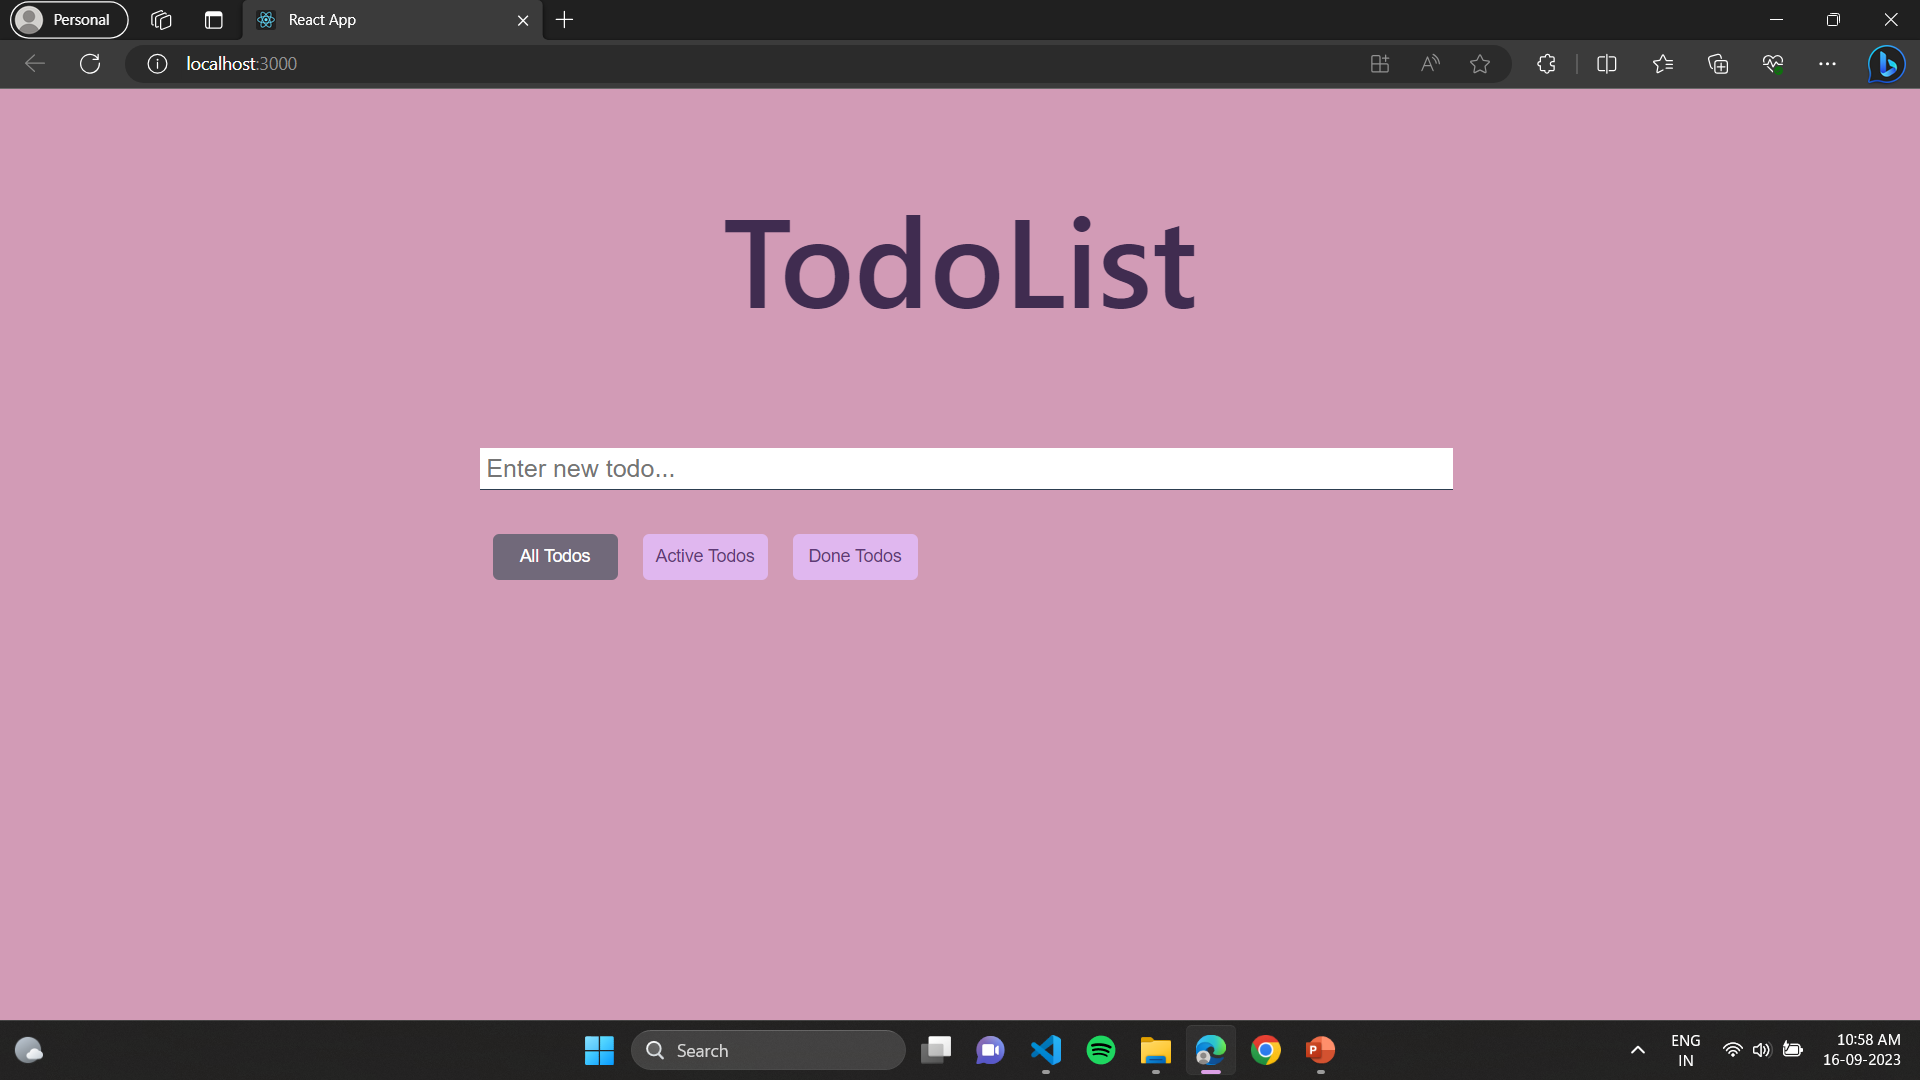 Personal
React App
localhost:3000
TodoList
Enter new todo...
All Todos
Active Todos
Done Todos
Search
ENG
IN
10:58 AM
16-09-2023